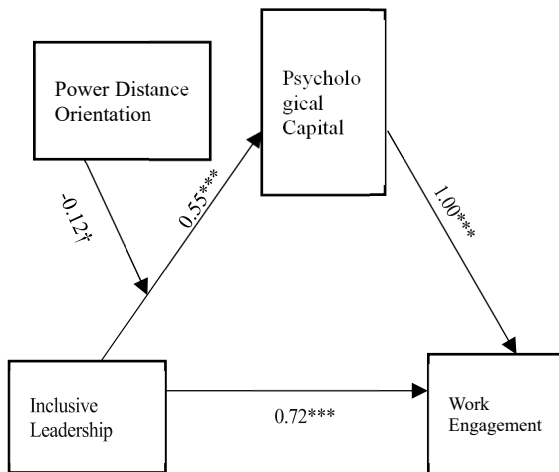 Power Distance
Orientation
Psycholo
gical
Capital
-0.12†
0.55***
1.00***
Inclusive
Leadership
0.72***
Work
Engagement